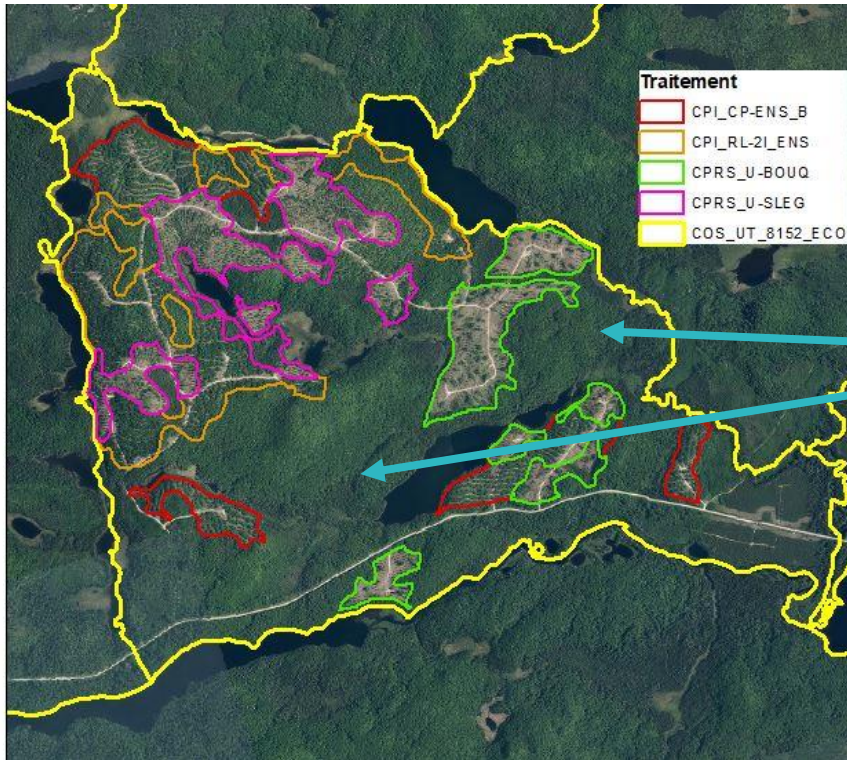 Traitement
CPI_CP-ENS_B
CPI_RL-2I_ENS
CPRS_U-BOUQ
CPRS_U-SLEG
COS_UT_8152_ECO